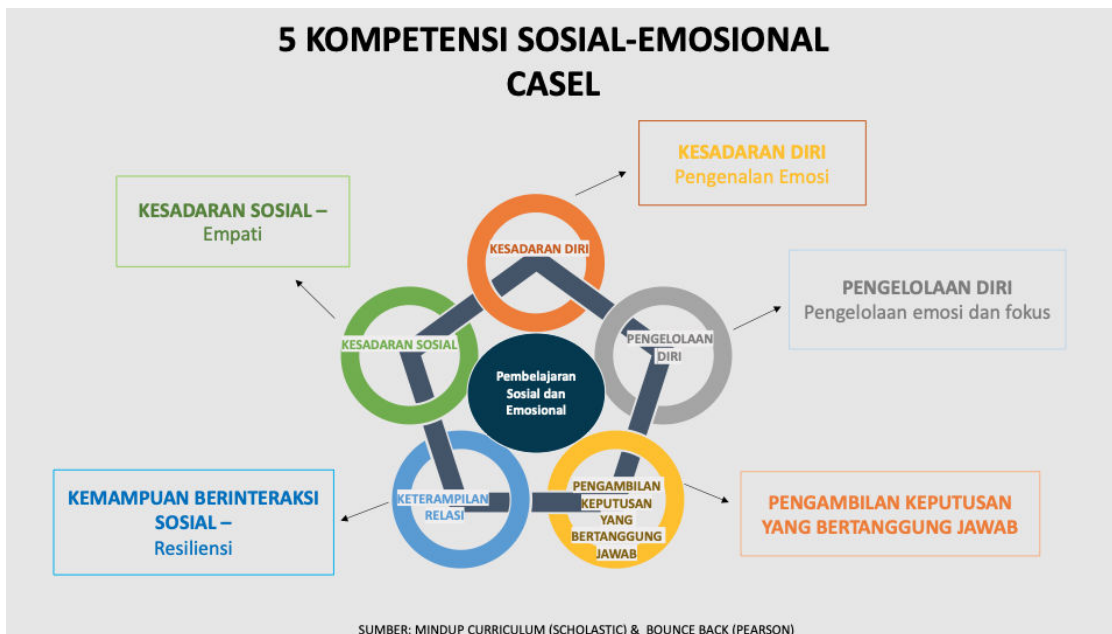 5 KOMPETENSI SOSIAL-EMOSIONAL
CASEL
KESADARAN DIRI
Pengenalan Emosi
KESADARAN SOSIAL –
Empati
KESADARAN DIRI
PENGELOLAAN DIRI
Pengelolaan emosi dan fokus
KESADARAN SOSIAL
PENGELOLAAN
DIRI
Pembelajaran
Sosial dan
Emosional
KEMAMPUAN BERINTERAKSI
SOSIAL –
Resiliensi
KETERAMPILAN
RELASI
PENGAMBILAN
KEPUTUSAN
YANG
BERTANGGUNG
JAWAB
PENGAMBILAN KEPUTUSAN
YANG BERTANGGUNG JAWAB
SUMBER: MINDUP CURRICULUM (SCHOLASTIC) & BOUNCE BACK (PEARSON)